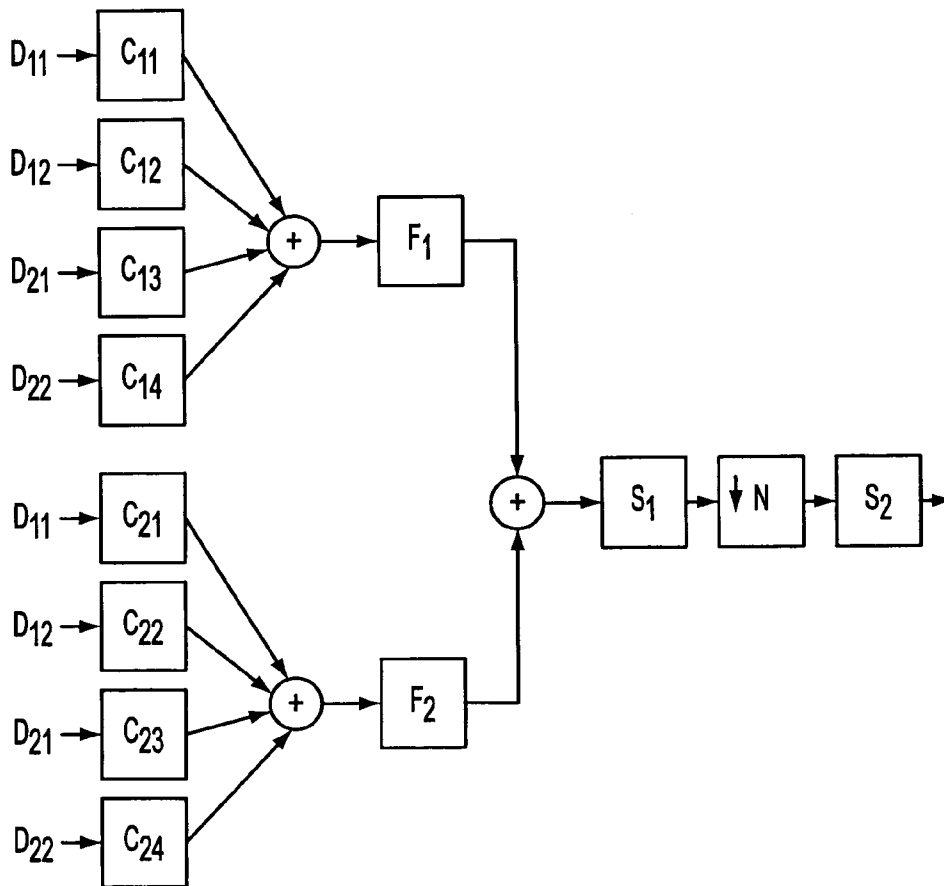 D11 C11
D12 C12
+ F1
D21 C13
D22 C14
+ S1 ↓ N S2
D11 C21
D12 C22
+ F2
D21 C23
D22 C24